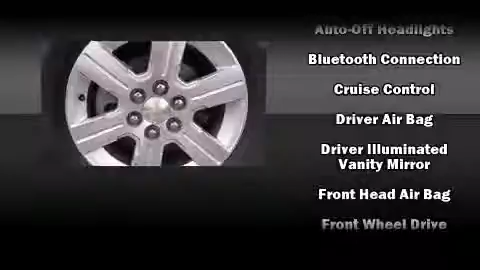 Auto-Off Headlights
Bluetooth Connection
Cruise Control
Driver Air Bag
Driver Illuminated
Vanity Mirror
Front Head Air Bag
Front Wheel Drive